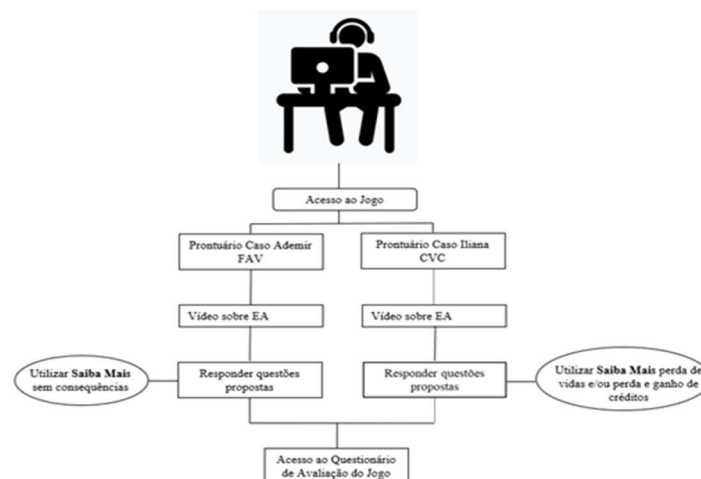 Acesso ao Jogo
Prontuário Caso Ademir
FAV
Prontuário Caso Iliana
CVC
Vídeo sobre EA
Vídeo sobre EA
Utilizar Saiba Mais
sem consequências
Responder questões
propostas
Responder questões
propostas
Utilizar Saiba Mais perda de
vidas e/ou perda e ganho de
créditos
Acesso ao Questionário
de Avaliação do Jogo